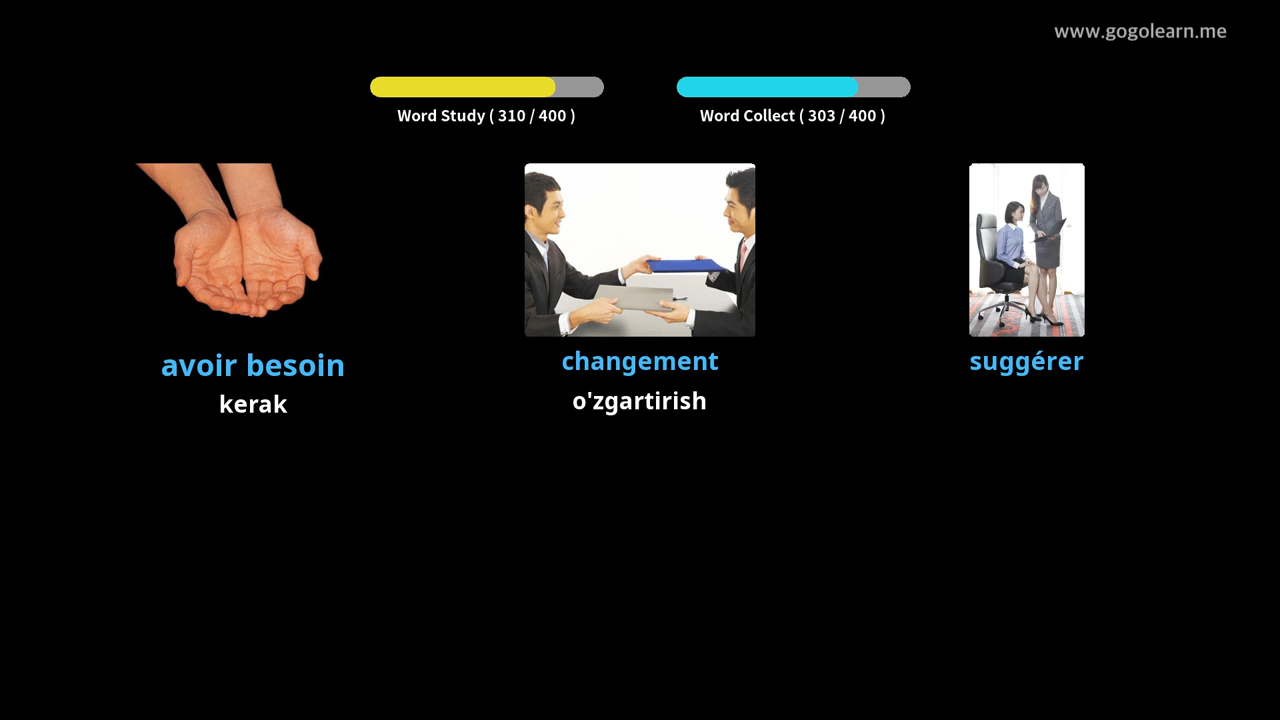 www.gogolearn.me
Word Study ( 310 / 400 )
Word Collect ( 303 / 400 )
avoir besoin
kerak
changement
o'zgartirish
suggérer